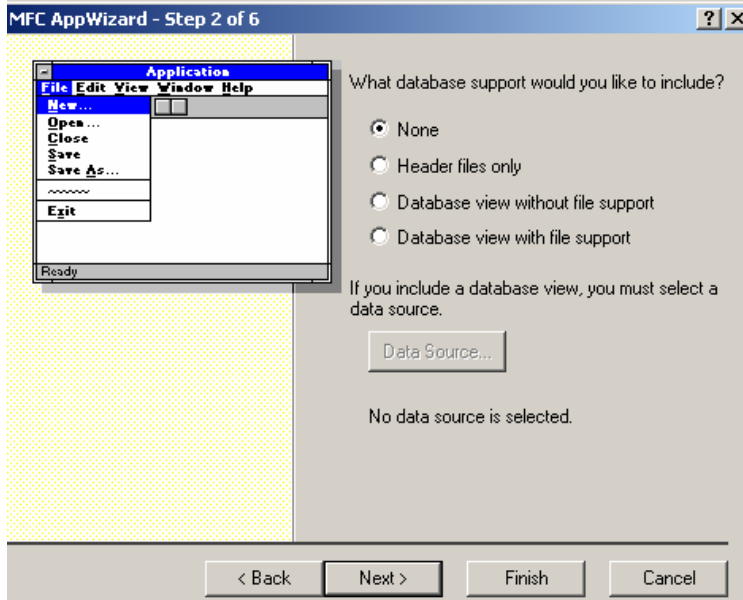 MFC AppWizard - Step 2 of 6
Application
File Edit View Window Help
New...
Open...
Close
Save
Save As...
Exit
Ready
What database support would you like to include?
None
Header files only
Database view without file support
Database view with file support
If you include a database view, you must select a
data source.
Data Source...
No data source is selected.
< Back Next > Finish Cancel